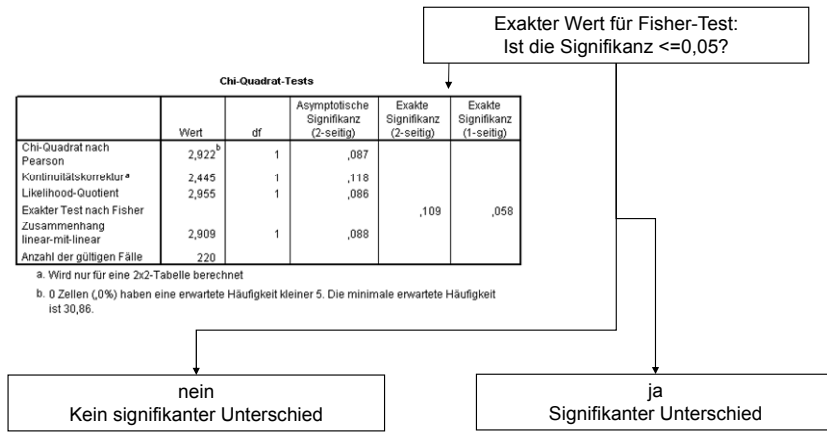 Exakter Wert für Fisher-Test:
Ist die Signifikanz <=0,05?
Chi-Quadrat-Tests
Wert df Asymptotische Signifikanz (2-seitig) Exakte Signifikanz (2-seitig) Exakte Signifikanz (1-seitig)
Chi-Quadrat nach Pearson 2,922b 1 ,087
Kontinuitätskorrektur a 2,445 1 ,118
Likelihood-Quotient 2,955 1 ,086
Exakter Test nach Fisher ,109 ,058
Zusammenhang linear-mit-linear 2,909 1 ,088
Anzahl der gültigen Fälle 220
a. Wird nur für eine 2x2-Tabelle berechnet
b. 0 Zellen (,0%) haben eine erwartete Häufigkeit kleiner 5. Die minimale erwartete Häufigkeit
ist 30,86.
nein
Kein signifikanter Unterschied
ja
Signifikanter Unterschied